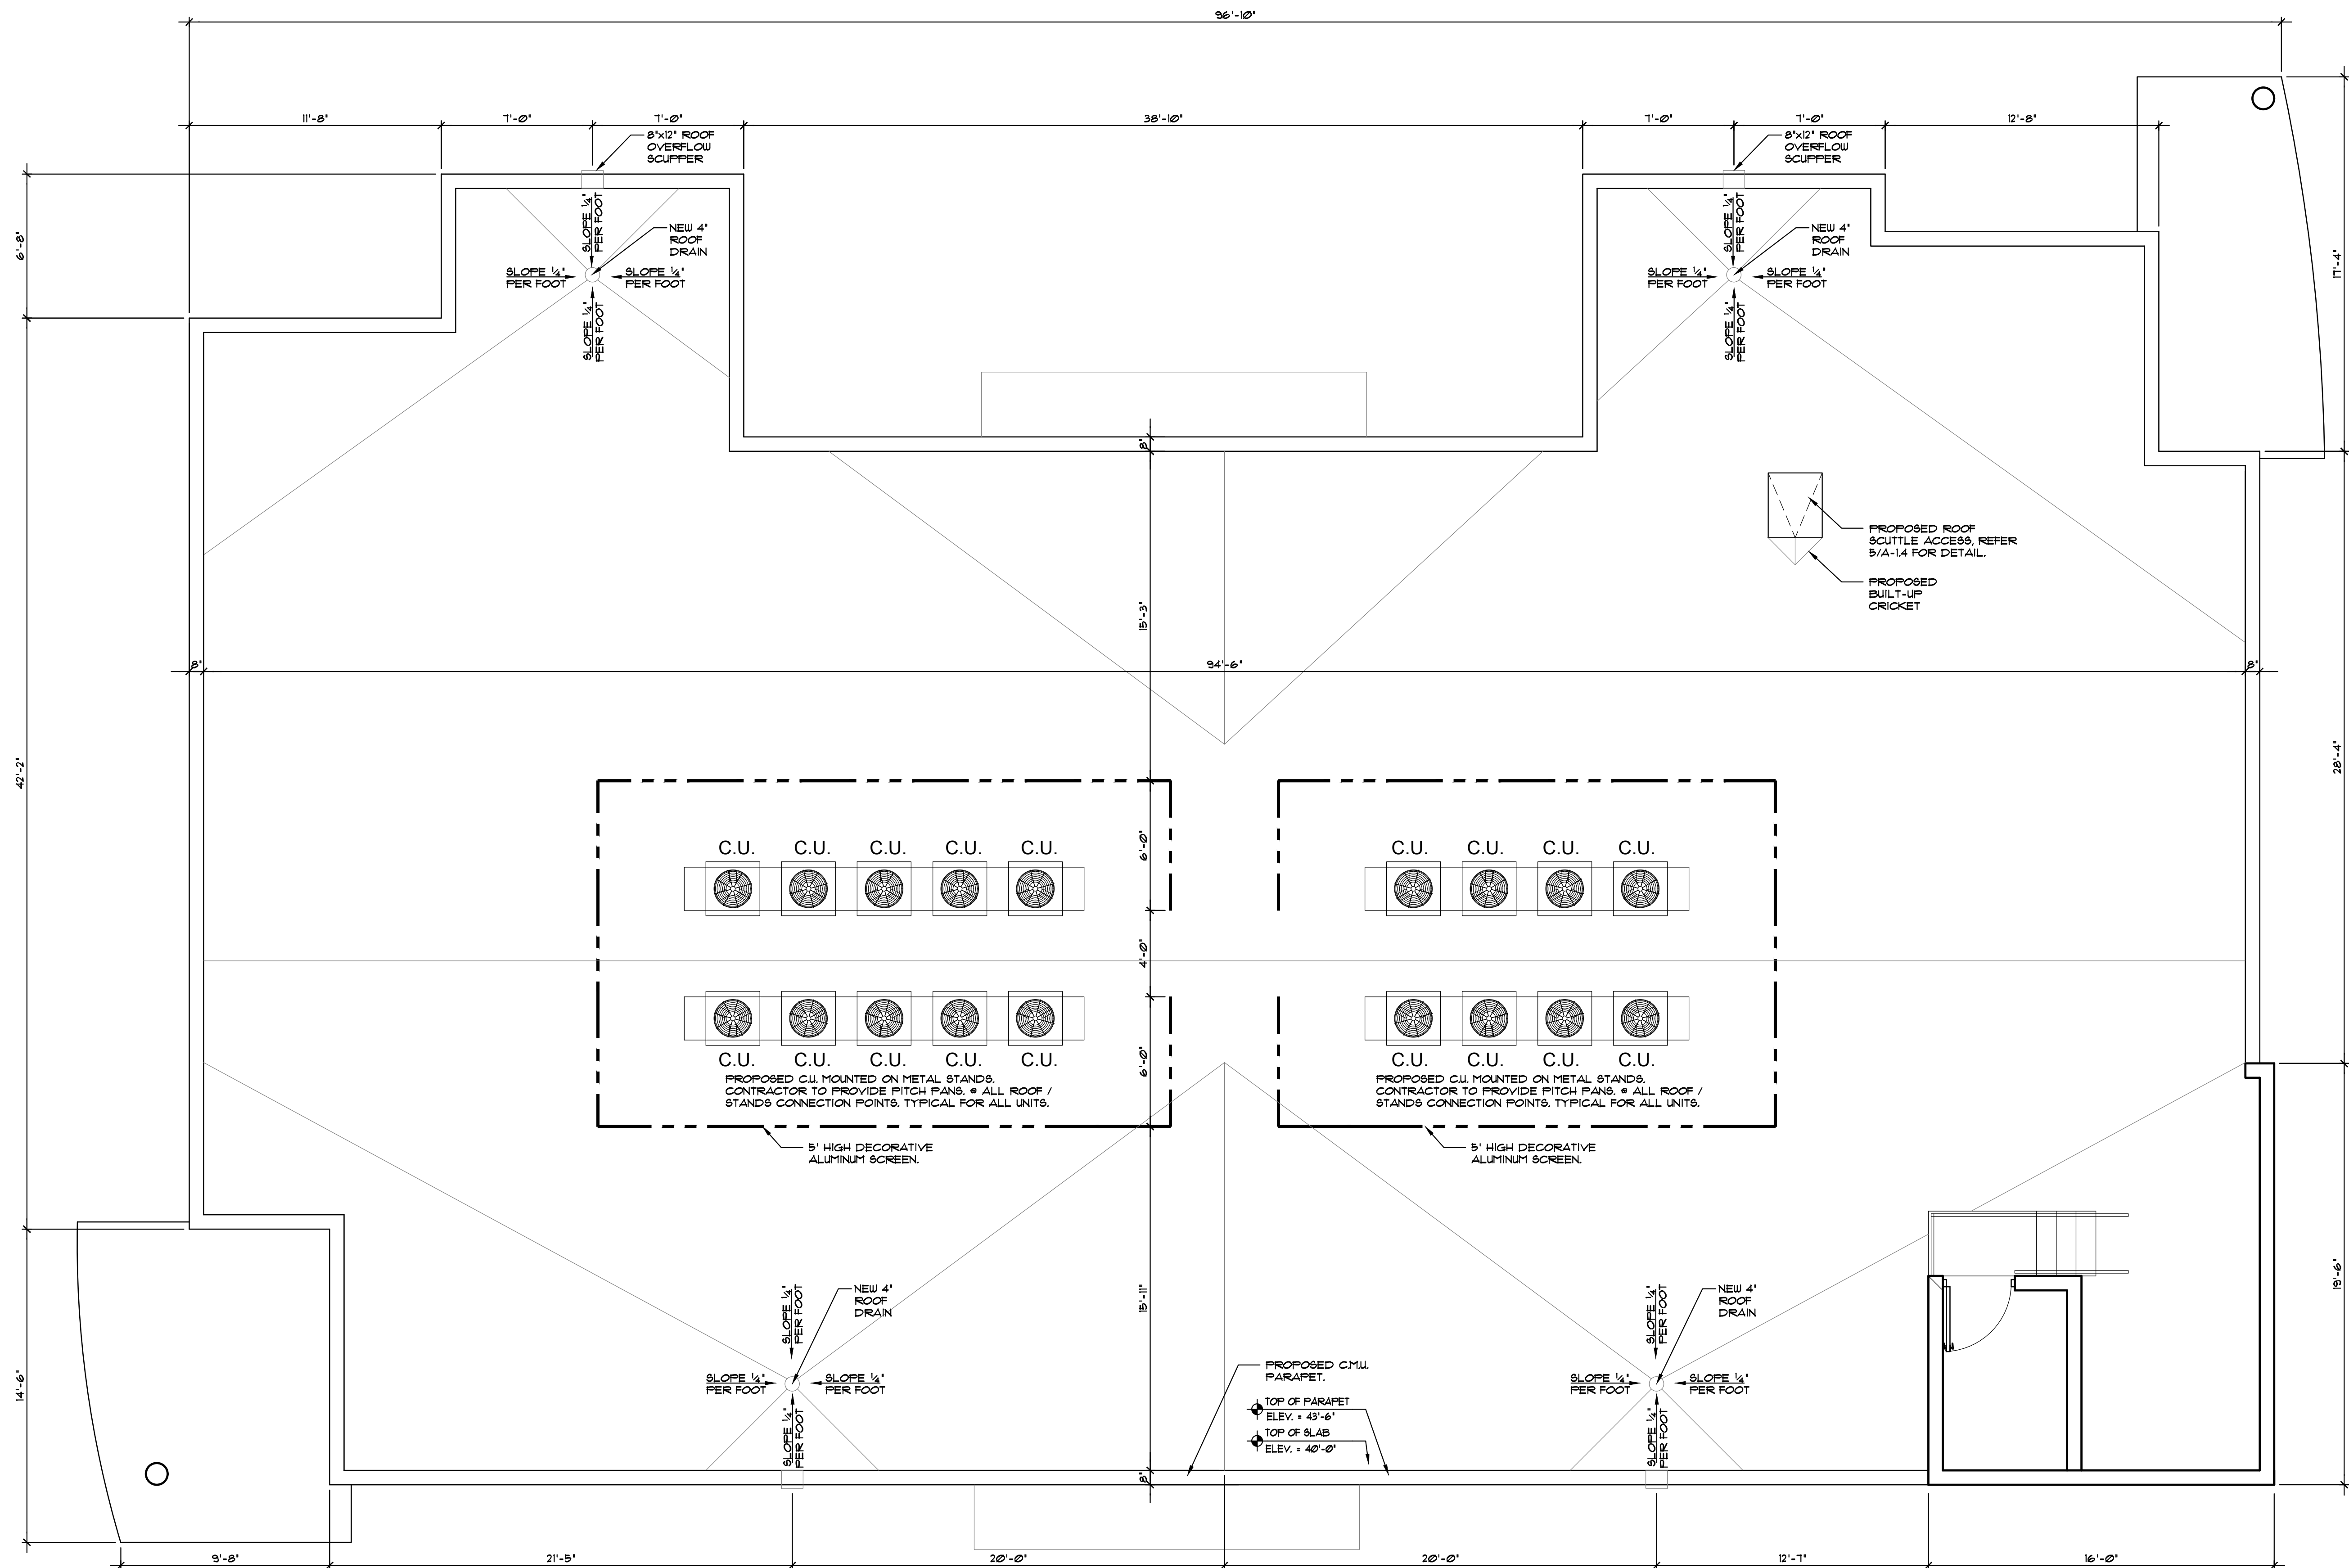 96'-10"
11'-8"
7'-0"
7'-0"
38'-10"
7'-0"
7'-0"
12'-8"
8"x12" ROOF
OVERFLOW
SCUPPER
8"x12" ROOF
OVERFLOW
SCUPPER
6'-8"
SLOPE 1/4"
PER FOOT
NEW 4"
ROOF
DRAIN
SLOPE 1/4"
PER FOOT
SLOPE 1/4"
PER FOOT
SLOPE 1/4"
PER FOOT
SLOPE 1/4"
PER FOOT
NEW 4"
ROOF
DRAIN
SLOPE 1/4"
PER FOOT
SLOPE 1/4"
PER FOOT
SLOPE 1/4"
PER FOOT
17'-4"
8"
PROPOSED ROOF
SCUTTLE ACCESS, REFER
5/A-1.4 FOR DETAIL.
PROPOSED
BUILT-UP
CRICKET
15'-3"
8"
94'-6"
8"
42'-2"
28'-4"
C.U. C.U. C.U. C.U. C.U.
C.U. C.U. C.U. C.U.
6'-0"
4'-0"
6'-0"
C.U. C.U. C.U. C.U. C.U.
C.U. C.U. C.U. C.U.
PROPOSED C.U. MOUNTED ON METAL STANDS.
CONTRACTOR TO PROVIDE PITCH PANS. @ ALL ROOF /
STANDS CONNECTION POINTS. TYPICAL FOR ALL UNITS.
PROPOSED C.U. MOUNTED ON METAL STANDS.
CONTRACTOR TO PROVIDE PITCH PANS. @ ALL ROOF /
STANDS CONNECTION POINTS. TYPICAL FOR ALL UNITS.
5' HIGH DECORATIVE
ALUMINUM SCREEN.
5' HIGH DECORATIVE
ALUMINUM SCREEN.
15'-11"
19'-6"
14'-6"
SLOPE 1/4"
PER FOOT
NEW 4"
ROOF
DRAIN
SLOPE 1/4"
PER FOOT
SLOPE 1/4"
PER FOOT
SLOPE 1/4"
PER FOOT
PROPOSED C.M.U.
PARAPET.
TOP OF PARAPET
ELEV. = 43'-6"
TOP OF SLAB
ELEV. = 40'-0"
SLOPE 1/4"
PER FOOT
NEW 4"
ROOF
DRAIN
SLOPE 1/4"
PER FOOT
SLOPE 1/4"
PER FOOT
SLOPE 1/4"
PER FOOT
8"
9'-8"
21'-5"
20'-0"
20'-0"
12'-7"
16'-0"